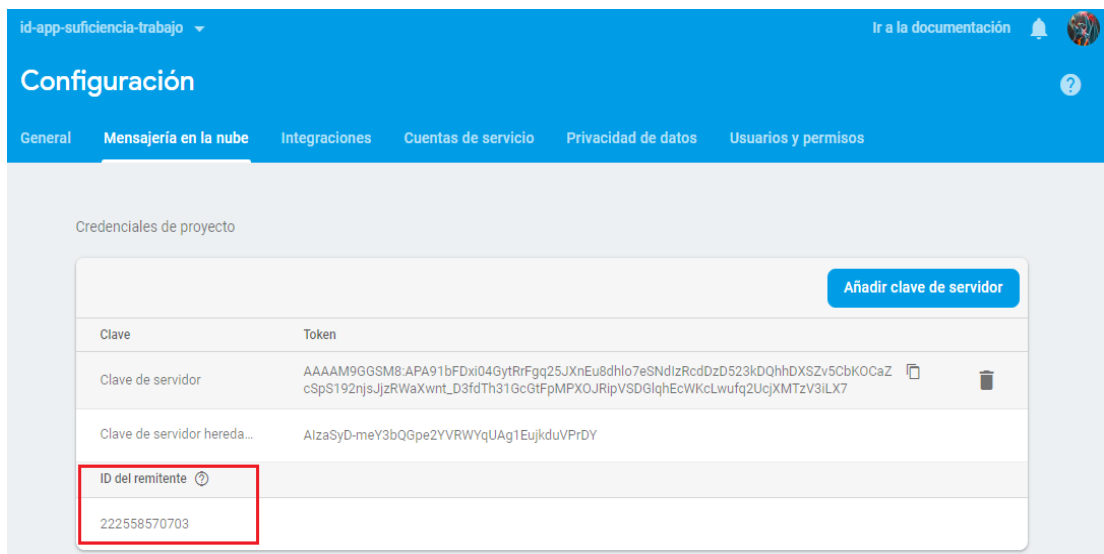 id-app-suficiencia-trabajo
Ir a la documentación
Configuración
General Mensajería en la nube Integraciones Cuentas de servicio Privacidad de datos Usuarios y permisos
Credenciales de proyecto
Añadir clave de servidor
Clave Token
Clave de servidor
AAAAM9GGSM8:APA91bFDxi04GytRrFgq25JXnEu8dhlo7eSNdIzRcdDzD523kDQhhDXSZv5CbKOCaZ
cSpS192njsJjzRWaXwnt_D3fdTh31GcGtFpMPXOJRipVSDGlqhEcWKcLwufq2UcjXMTzV3iLX7
Clave de servidor hereda... AIzaSyD-meY3bQGpe2YVRWYqUAg1EujkduVPrDY
ID del remitente
222558570703